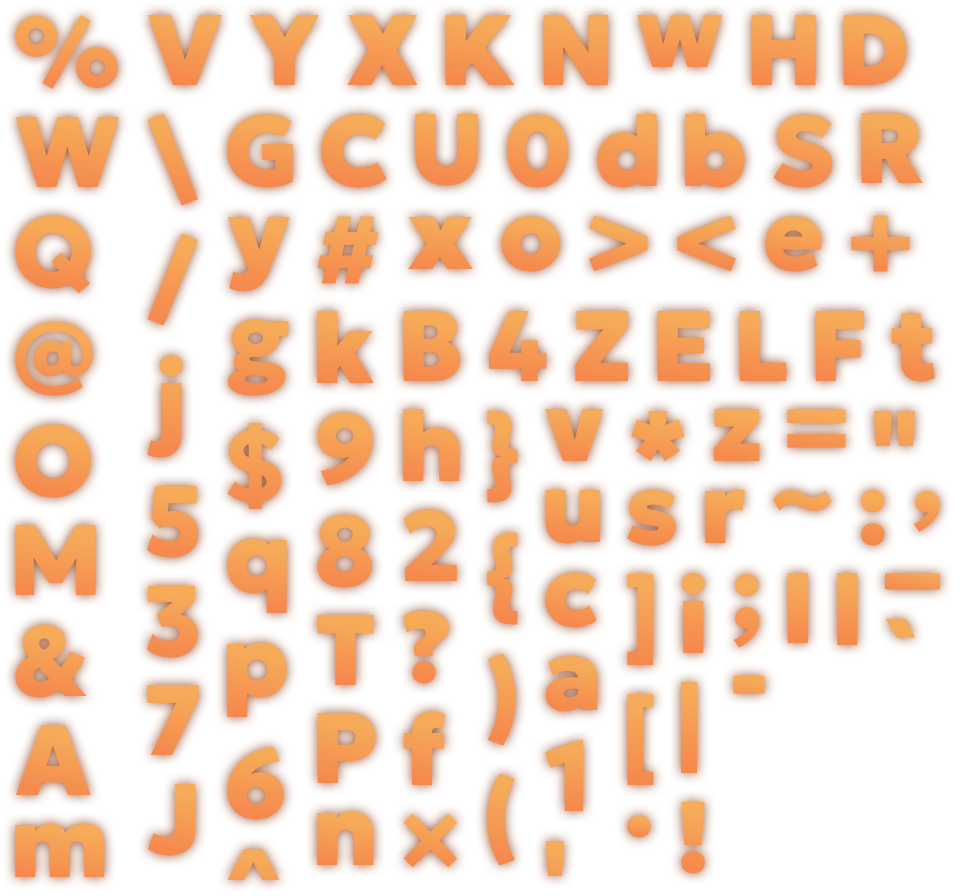 % V Y X K N w H D
W \ G C U 0 d b S R
Q / y # x o > < e +
@ j g k B 4 Z E L F t
O $ 9 h } v * z = "
5 u s r ~ : ,
M q 8 2 { c ] i ; I l - `
& 3 p T ? ) a [ | -
A 7 6 P f 1
m J ^ n × ( ' · !